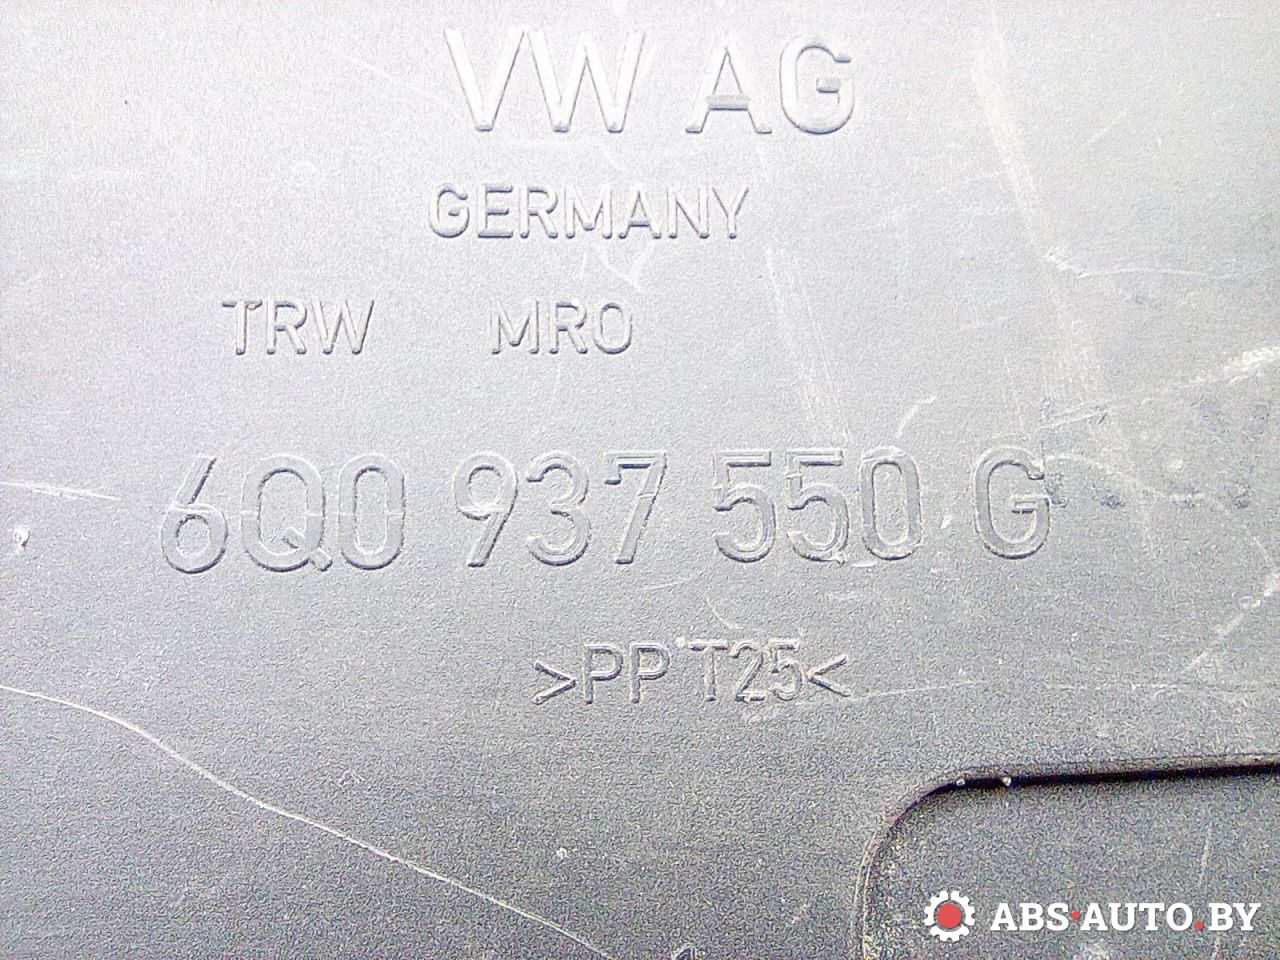 VW AG
GERMANY
TRW MRO
6Q0 937 550 G
>PP T25<
ABS·AUTO.BY